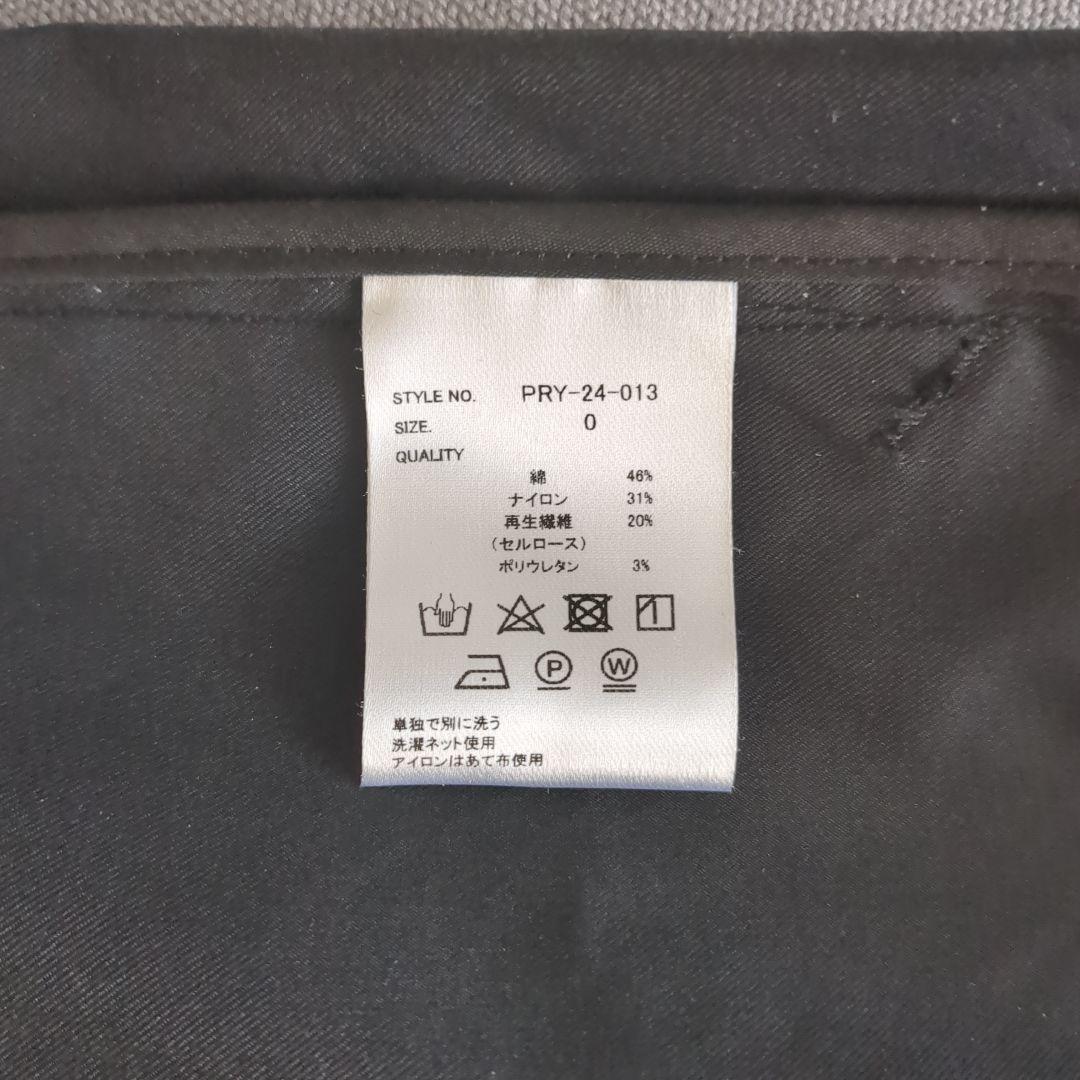 STYLE NO. PRY-24-013
SIZE. 0
QUALITY
綿 46%
ナイロン 31%
再生繊維 20%
(セルロース)
ポリウレタン 3%
P W
単独で別に洗う
洗濯ネット使用
アイロンはあて布使用